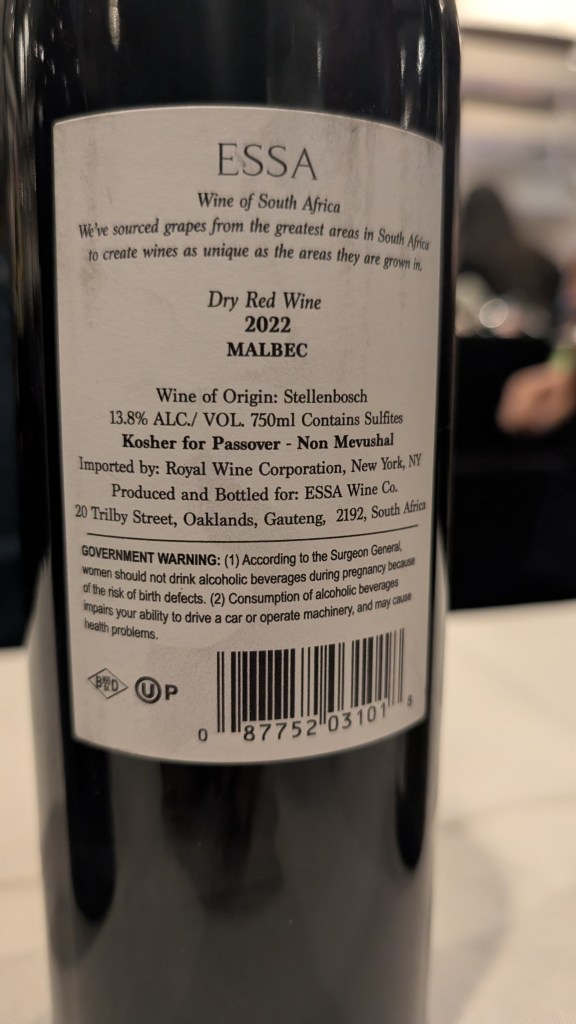 ESSA
Wine of South Africa
We've sourced grapes from the greatest areas in South Africa
to create wines as unique as the areas they are grown in.
Dry Red Wine
2022
MALBEC
Wine of Origin: Stellenbosch
13.8% ALC./ VOL. 750ml Contains Sulfites
Kosher for Passover - Non Mevushal
Imported by: Royal Wine Corporation, New York, NY
Produced and Bottled for: ESSA Wine Co.
20 Trilby Street, Oaklands, Gauteng, 2192, South Africa
GOVERNMENT WARNING: (1) According to the Surgeon General,
women should not drink alcoholic beverages during pregnancy because
of the risk of birth defects. (2) Consumption of alcoholic beverages
impairs your ability to drive a car or operate machinery, and may cause
health problems.
U P
0 87752 03101 8